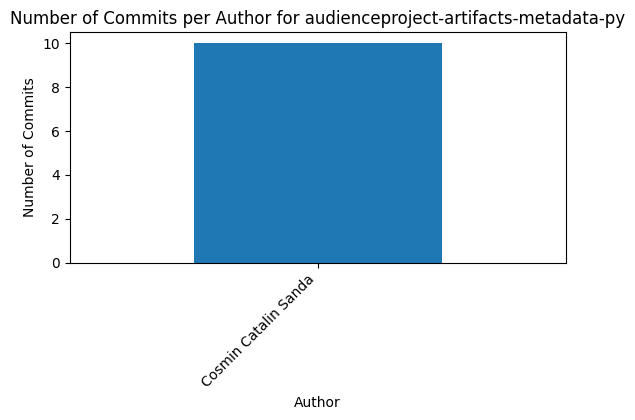 Number of Commits per Author for audienceproject-artifacts-metadata-py
Number of Commits
10
8
6
4
2
0
Cosmin Catalin Sanda
Author